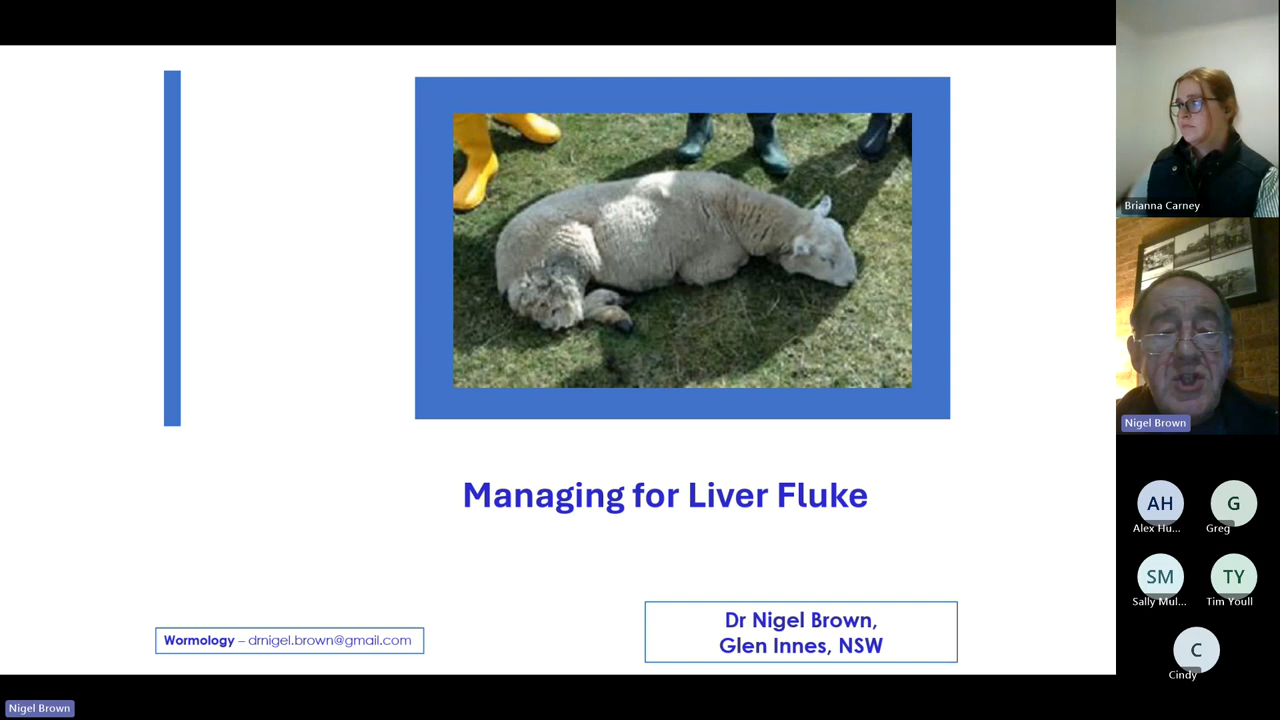 Managing for Liver Fluke
Wormology – drnigel.brown@gmail.com
Dr Nigel Brown,
Glen Innes, NSW
Nigel Brown
Brianna Carney
Nigel Brown
AH
Alex Hu...
G
Greg
SM
Sally Mul...
TY
Tim Youll
C
Cindy